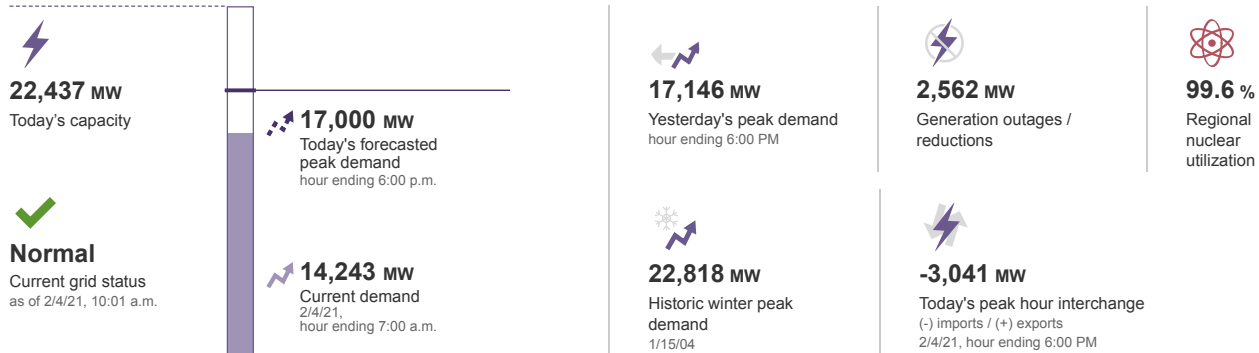 22,437 MW
Today's capacity
Normal
Current grid status
as of 2/4/21, 10:01 a.m.
17,000 MW
Today's forecasted
peak demand
hour ending 6:00 p.m.
14,243 MW
Current demand
2/4/21,
hour ending 7:00 a.m.
17,146 MW
Yesterday's peak demand
hour ending 6:00 PM
2,562 MW
Generation outages /
reductions
99.6 %
Regional
nuclear
utilization
22,818 MW
Historic winter peak
demand
1/15/04
-3,041 MW
Today's peak hour interchange
(-) imports / (+) exports
2/4/21, hour ending 6:00 PM